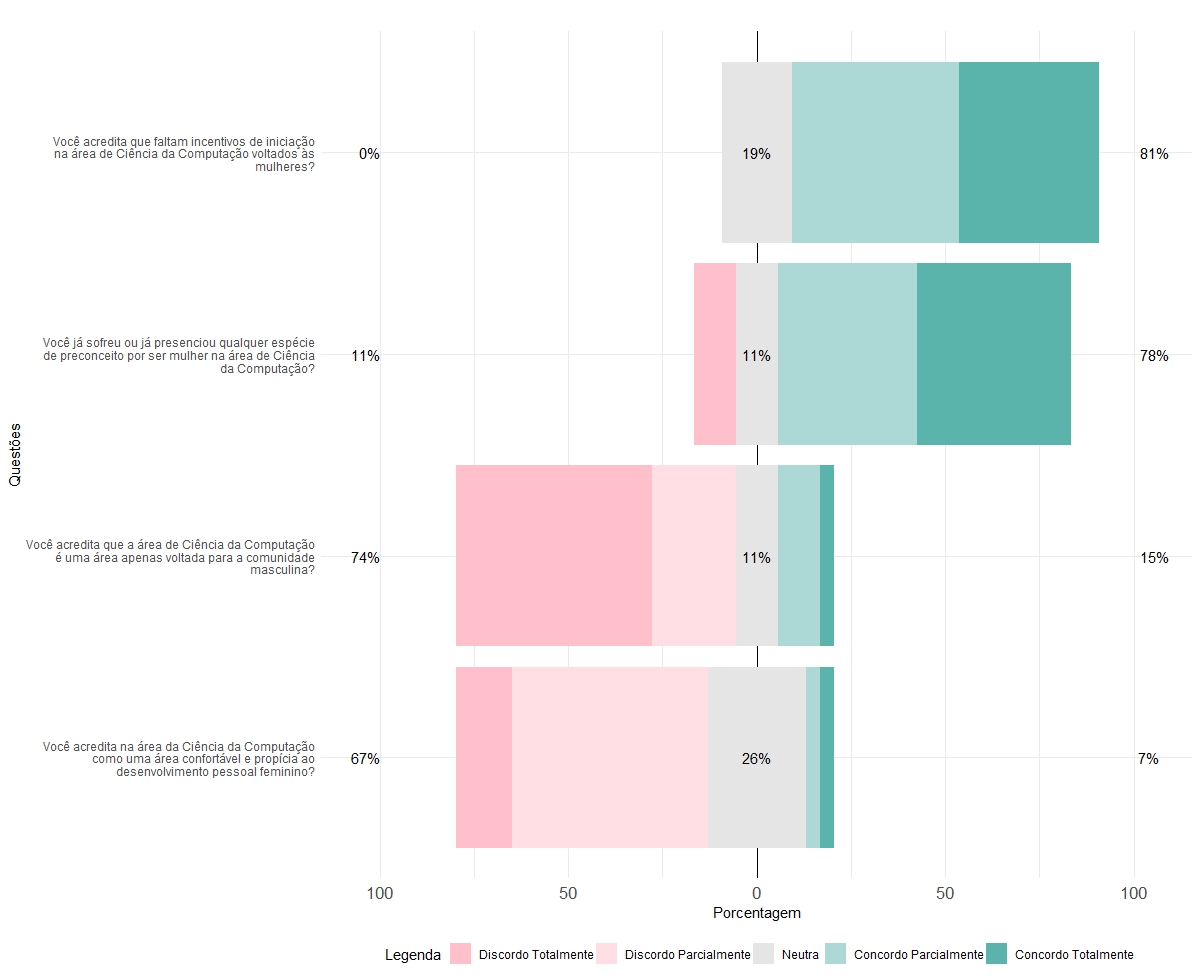 Você acredita que faltam incentivos de iniciação
na área de Ciência da Computação voltados às
mulheres?
0%
19%
81%
Você já sofreu ou já presenciou qualquer espécie
de preconceito por ser mulher na área de Ciência
da Computação?
11%
11%
78%
Questões
Você acredita que a área de Ciência da Computação
é uma área apenas voltada para a comunidade
masculina?
74%
11%
15%
Você acredita na área da Ciência da Computação
como uma área confortável e propícia ao
desenvolvimento pessoal feminino?
67%
26%
7%
100 50 0 50 100
Porcentagem
Legenda Discordo Totalmente Discordo Parcialmente Neutra Concordo Parcialmente Concordo Totalmente